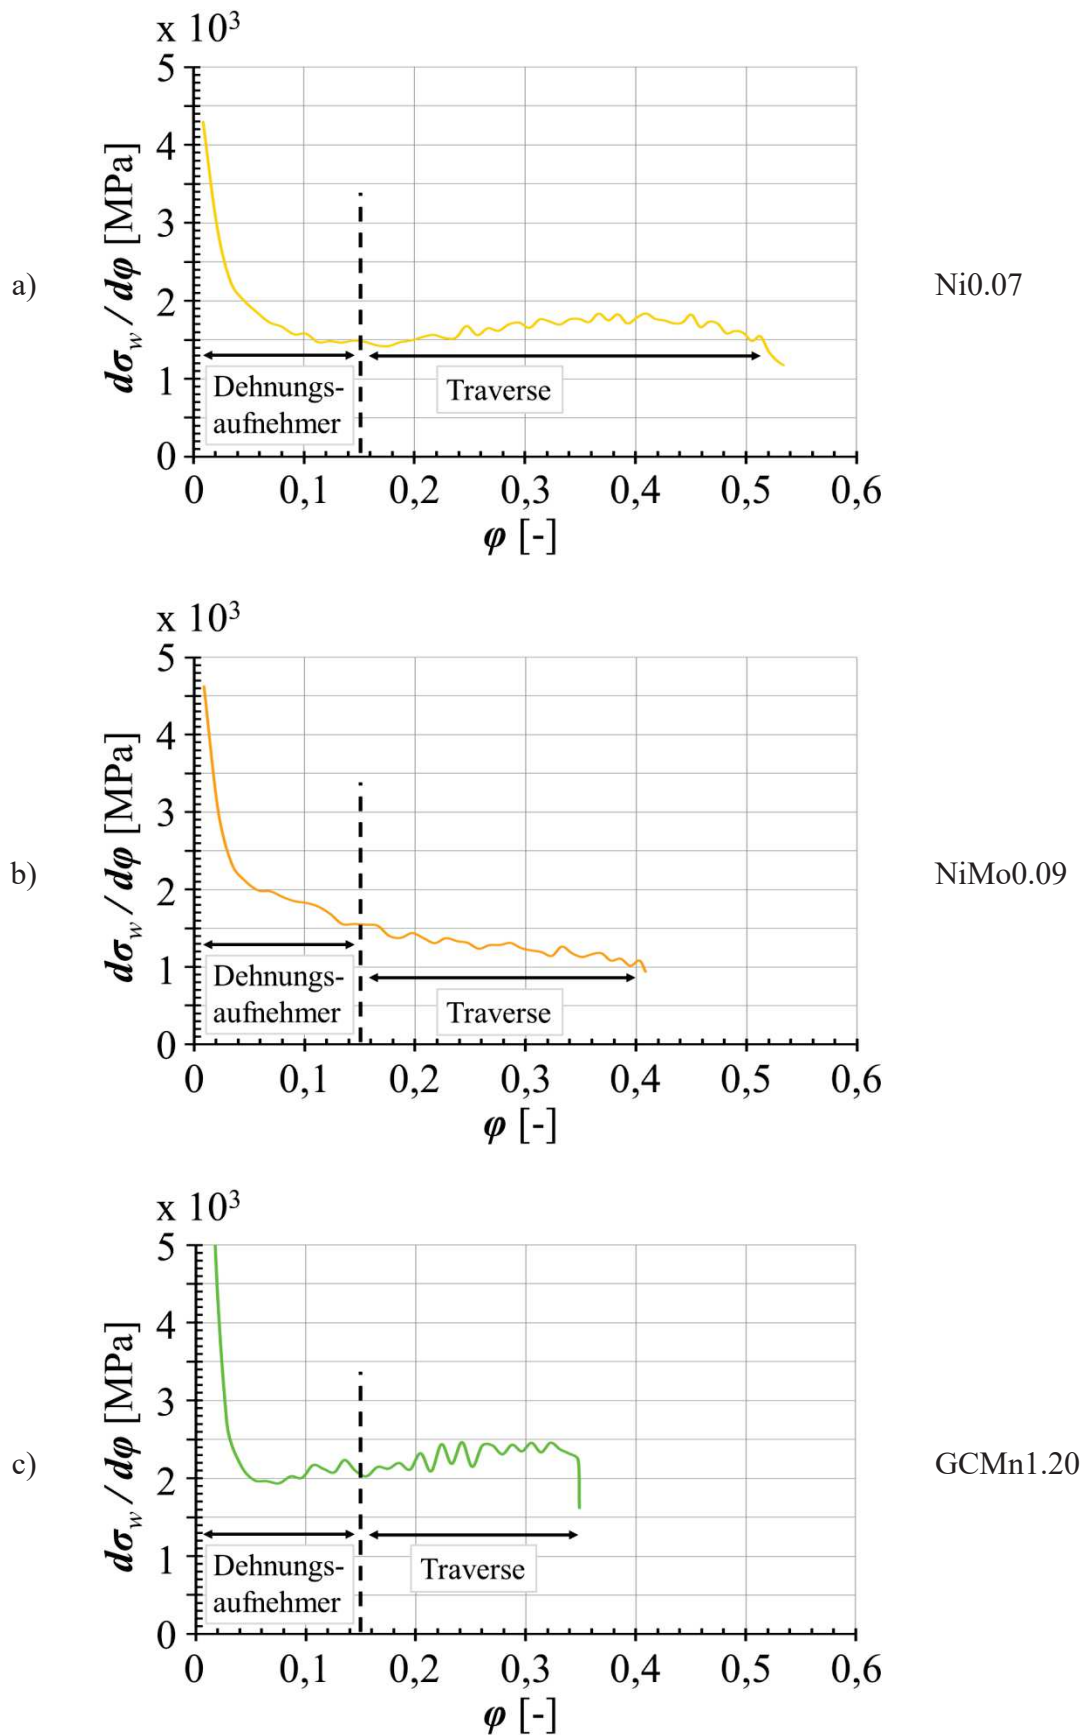 x 10³
a)
dσ_w / dφ [MPa]
5
4
3
2
1
0
Dehnungs-
aufnehmer
Traverse
0 0,1 0,2 0,3 0,4 0,5 0,6
φ [-]
Ni0.07
x 10³
b)
dσ_w / dφ [MPa]
5
4
3
2
1
0
Dehnungs-
aufnehmer
Traverse
0 0,1 0,2 0,3 0,4 0,5 0,6
φ [-]
NiMo0.09
x 10³
c)
dσ_w / dφ [MPa]
5
4
3
2
1
0
Dehnungs-
aufnehmer
Traverse
0 0,1 0,2 0,3 0,4 0,5 0,6
φ [-]
GCMn1.20